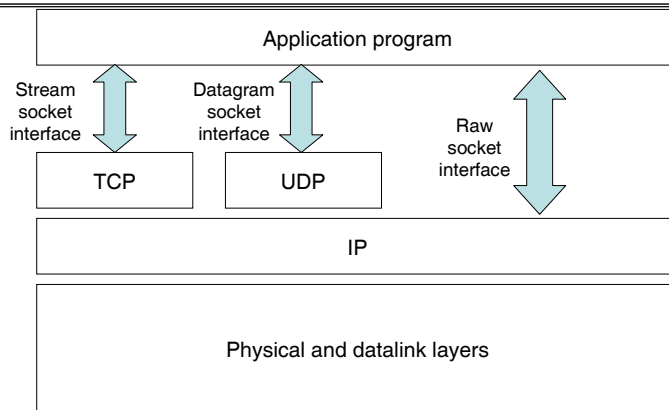 Application program
Stream
socket
interface
Datagram
socket
interface
Raw
socket
interface
TCP
UDP
IP
Physical and datalink layers